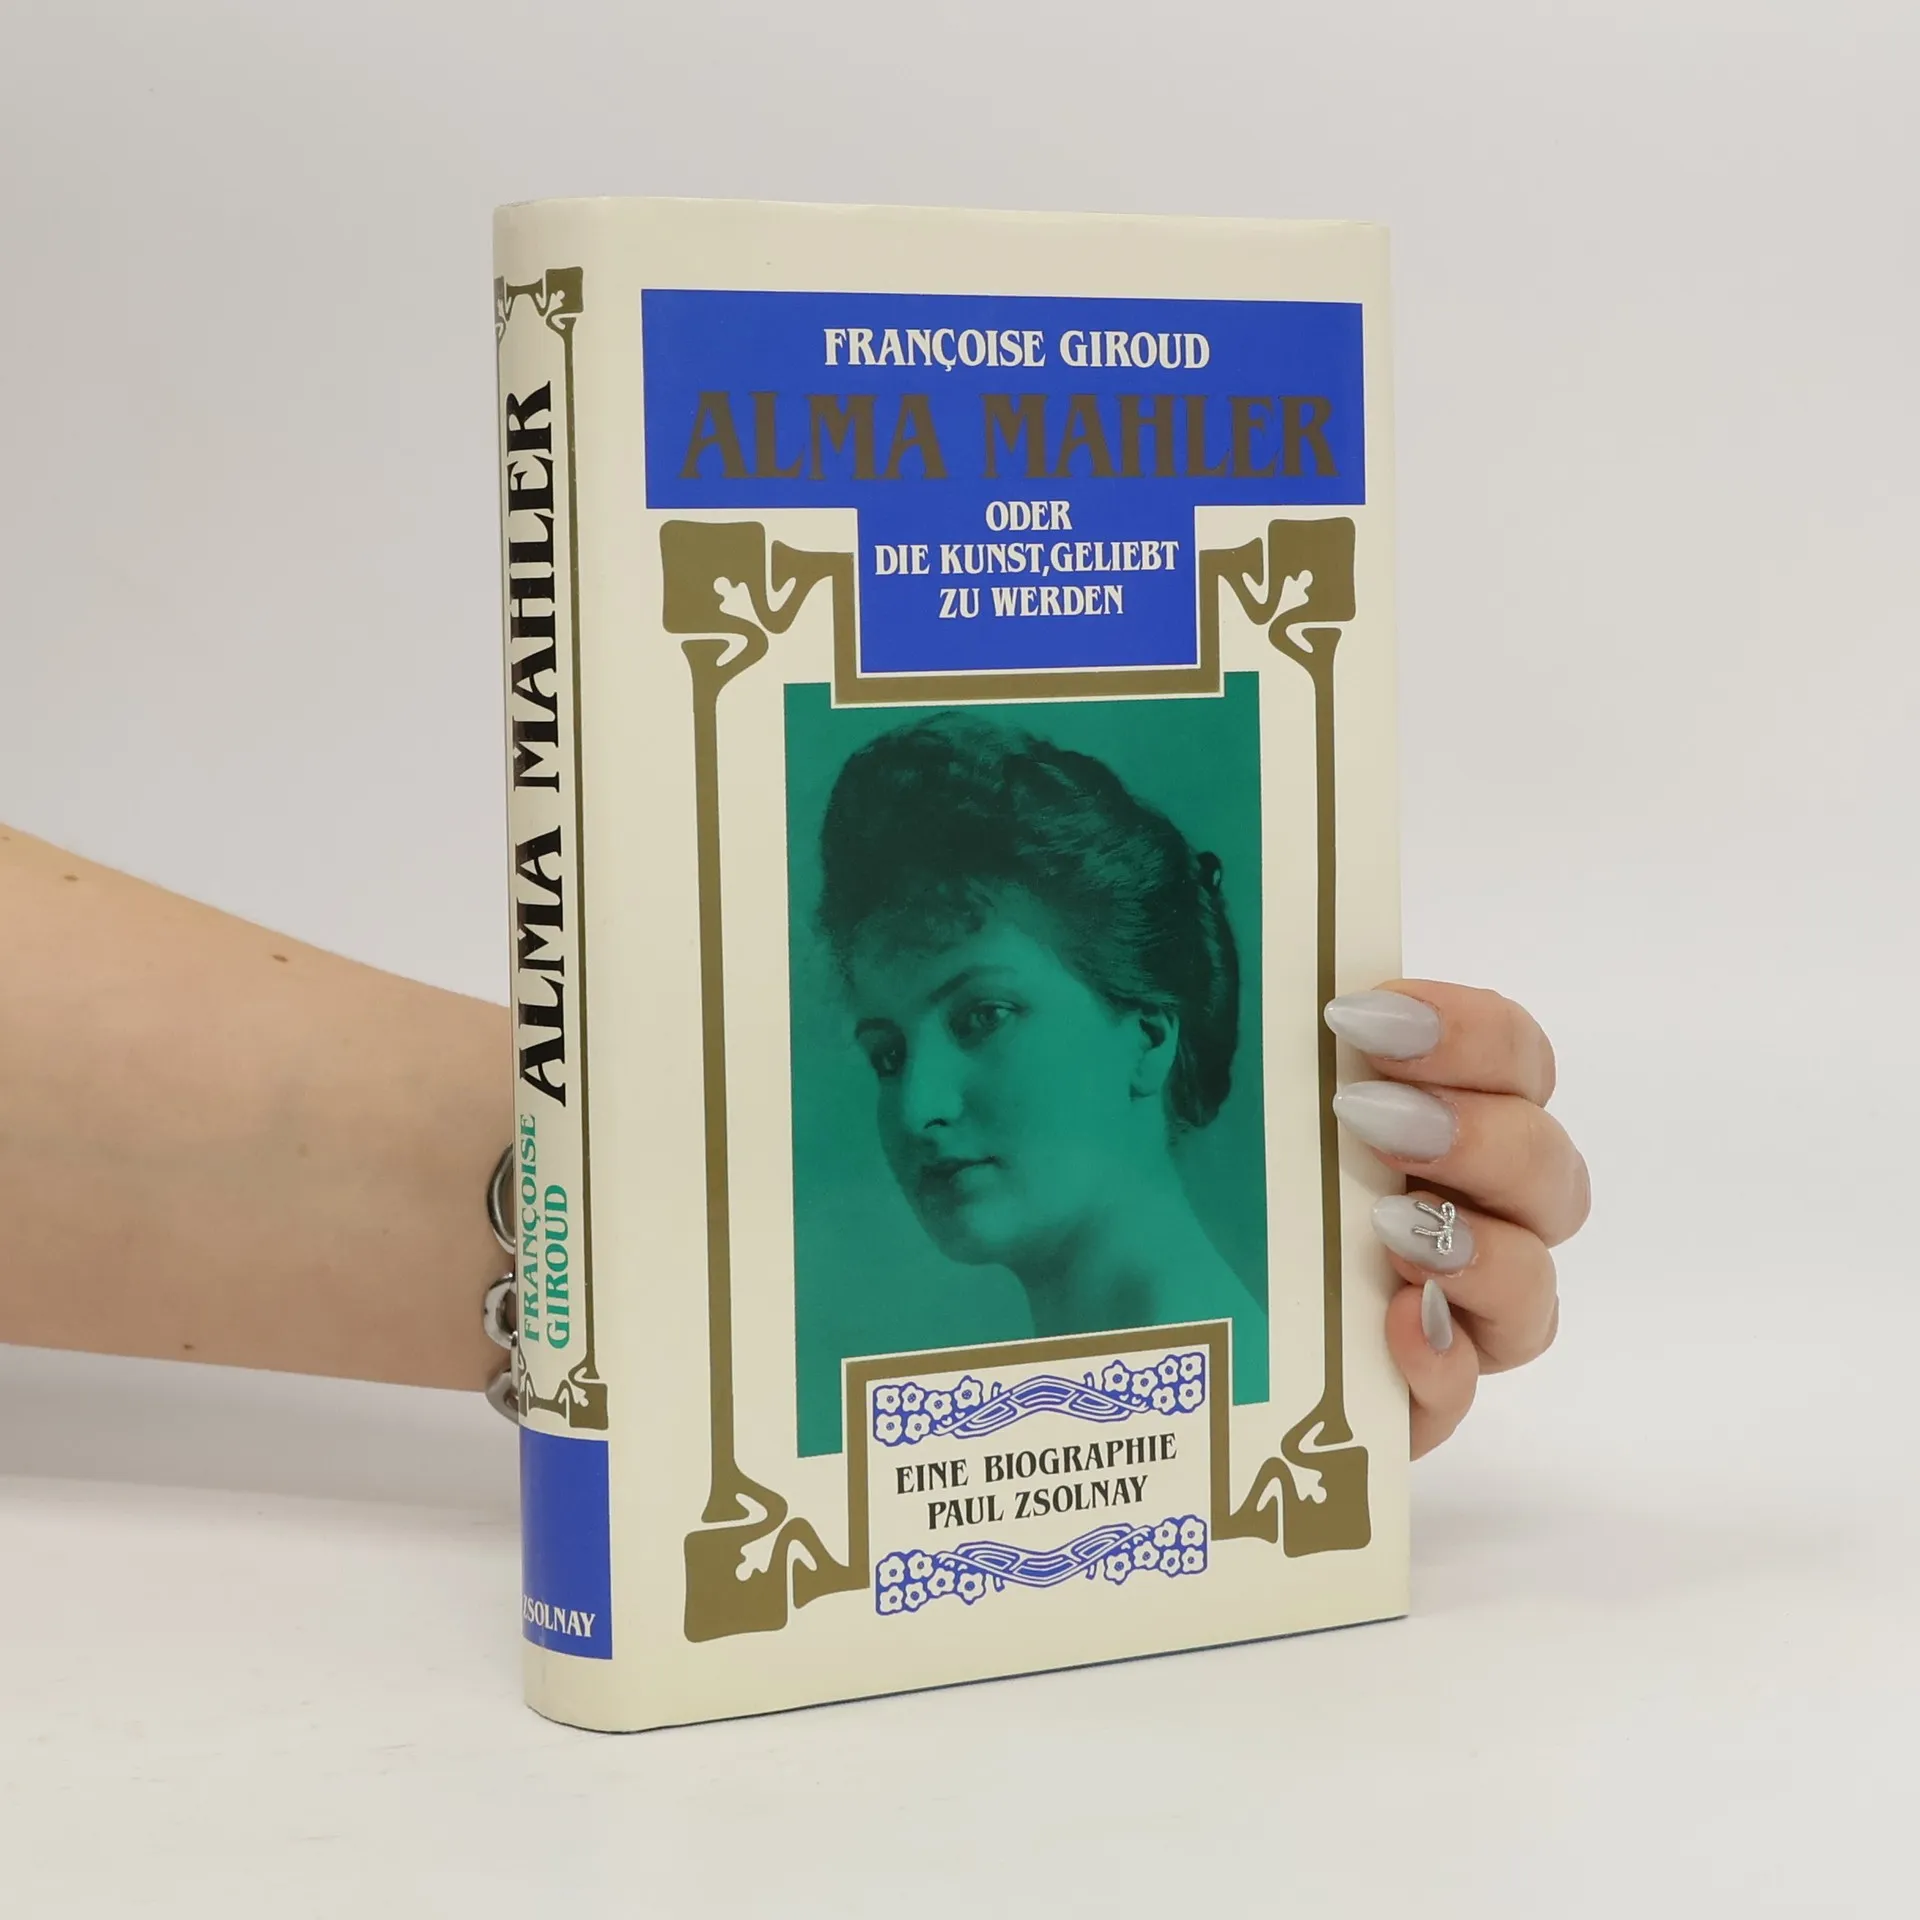 FRANÇOISE GIROUD
ALMA MAHLER
ODER
DIE KUNST, GELIEBT
ZU WERDEN
EINE BIOGRAPHIE
PAUL ZSOLNAY
ALMA MAHLER
FRANÇOISE
GIROUD
ZSOLNAY